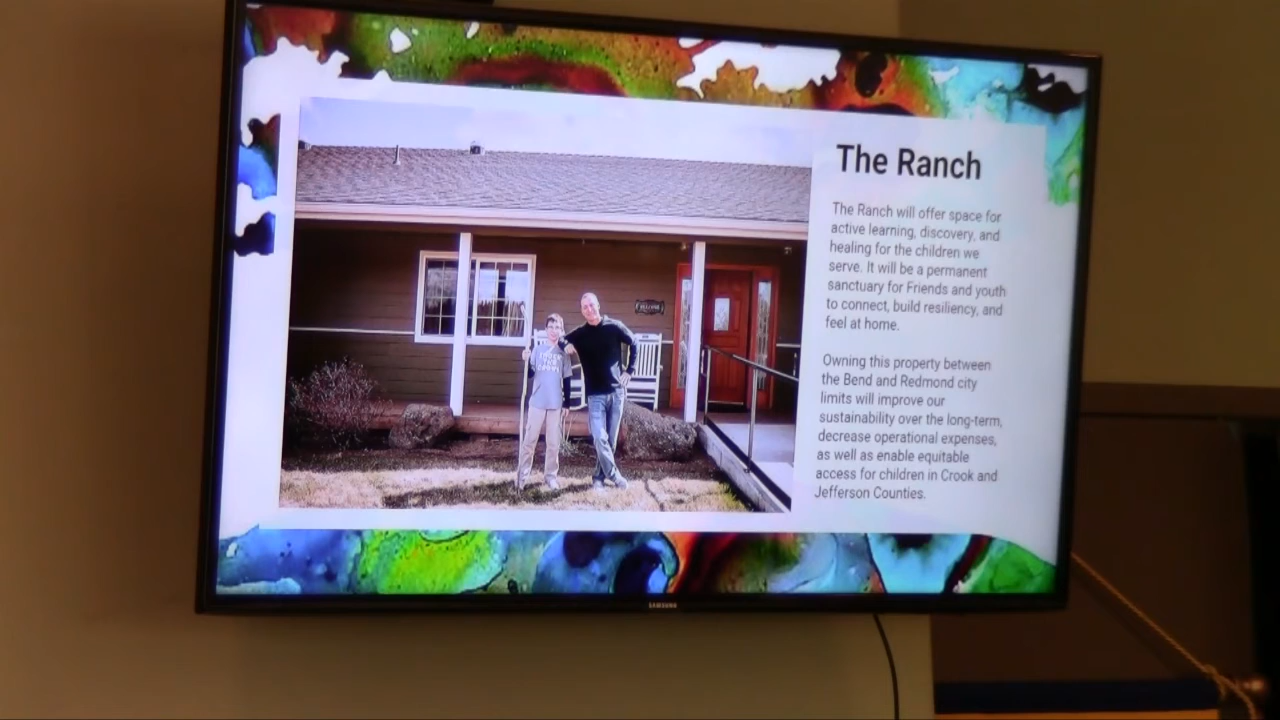 The Ranch
The Ranch will offer space for
active learning, discovery, and
healing for the children we
serve. It will be a permanent
sanctuary for Friends and youth
to connect, build resiliency, and
feel at home.
Owning this property between
the Bend and Redmond city
limits will improve our
sustainability over the long-term,
decrease operational expenses,
as well as enable equitable
access for children in Crook and
Jefferson Counties.
SAMSUNG